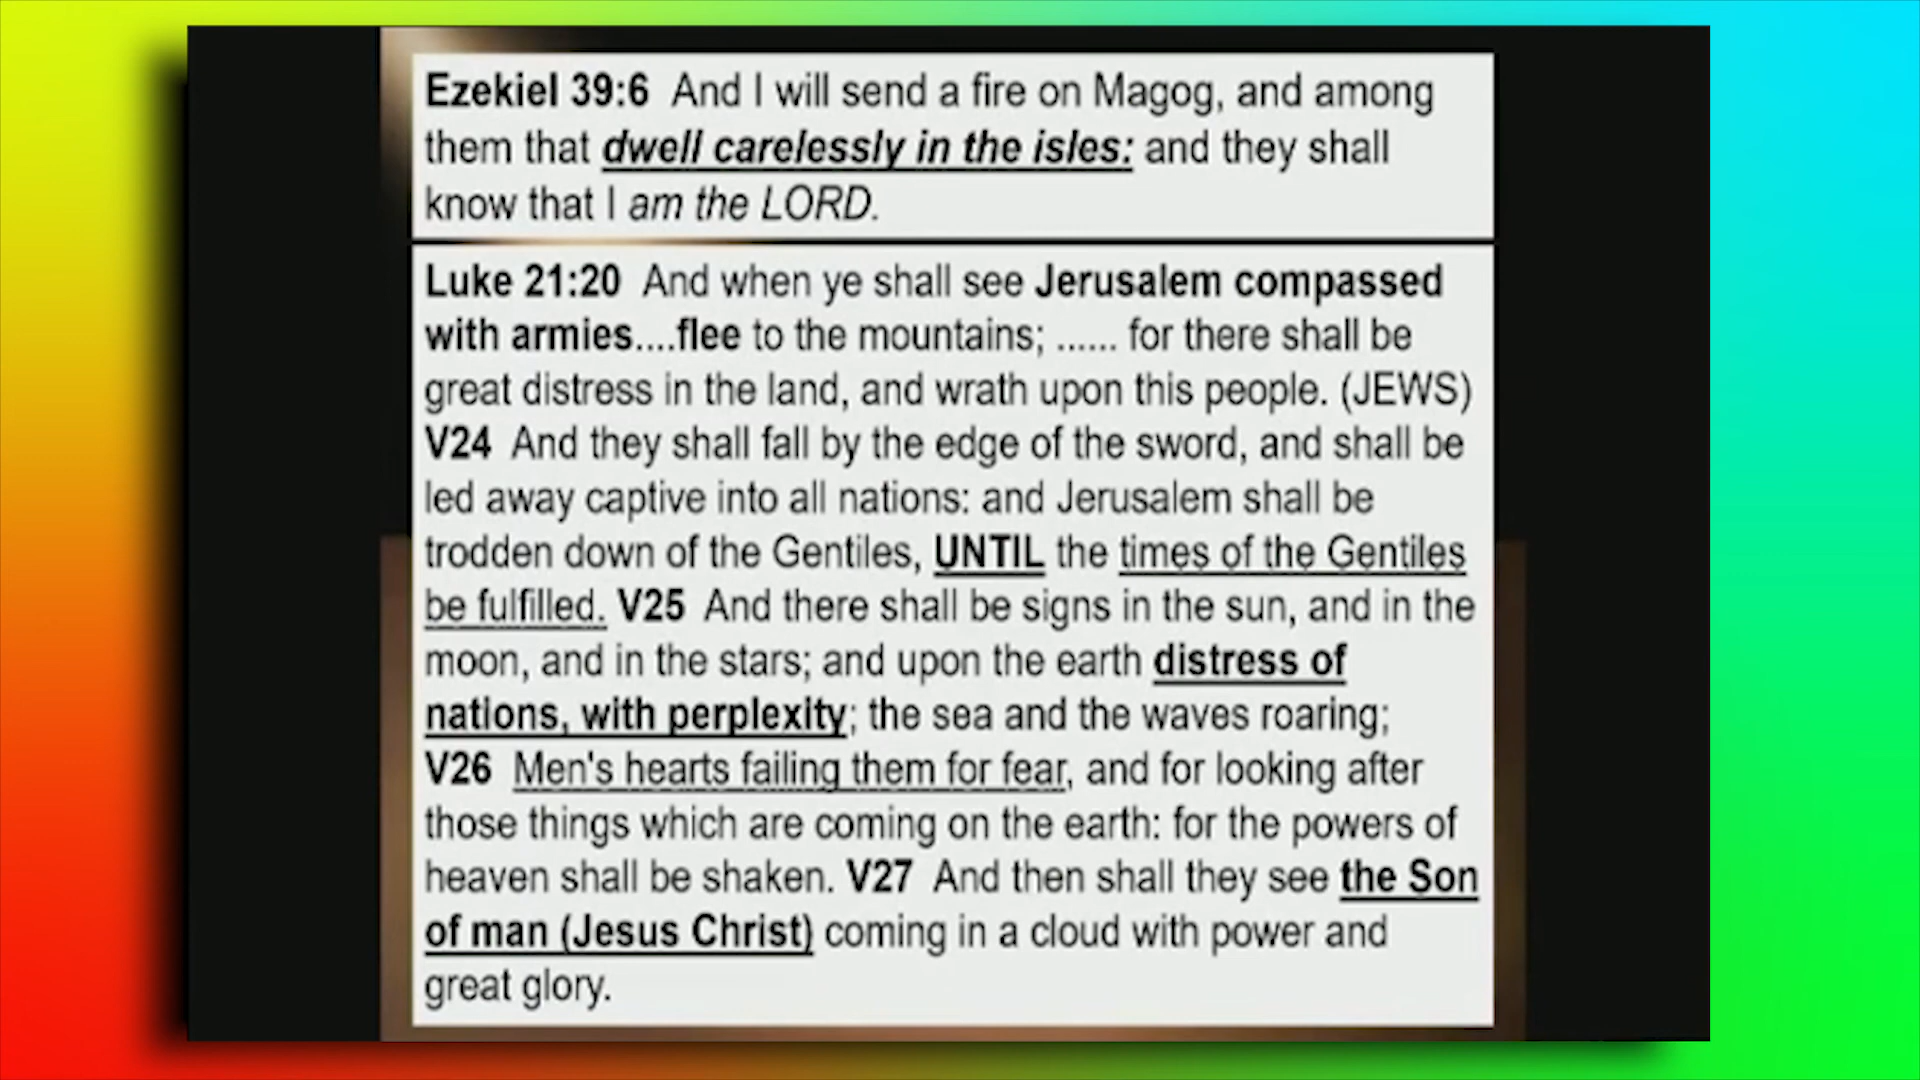 Ezekiel 39:6 And I will send a fire on Magog, and among
them that dwell carelessly in the isles: and they shall
know that I am the LORD.
Luke 21:20 And when ye shall see Jerusalem compassed
with armies....flee to the mountains; ...... for there shall be
great distress in the land, and wrath upon this people. (JEWS)
V24 And they shall fall by the edge of the sword, and shall be
led away captive into all nations: and Jerusalem shall be
trodden down of the Gentiles, UNTIL the times of the Gentiles
be fulfilled. V25 And there shall be signs in the sun, and in the
moon, and in the stars; and upon the earth distress of
nations, with perplexity; the sea and the waves roaring;
V26 Men's hearts failing them for fear, and for looking after
those things which are coming on the earth: for the powers of
heaven shall be shaken. V27 And then shall they see the Son
of man (Jesus Christ) coming in a cloud with power and
great glory.